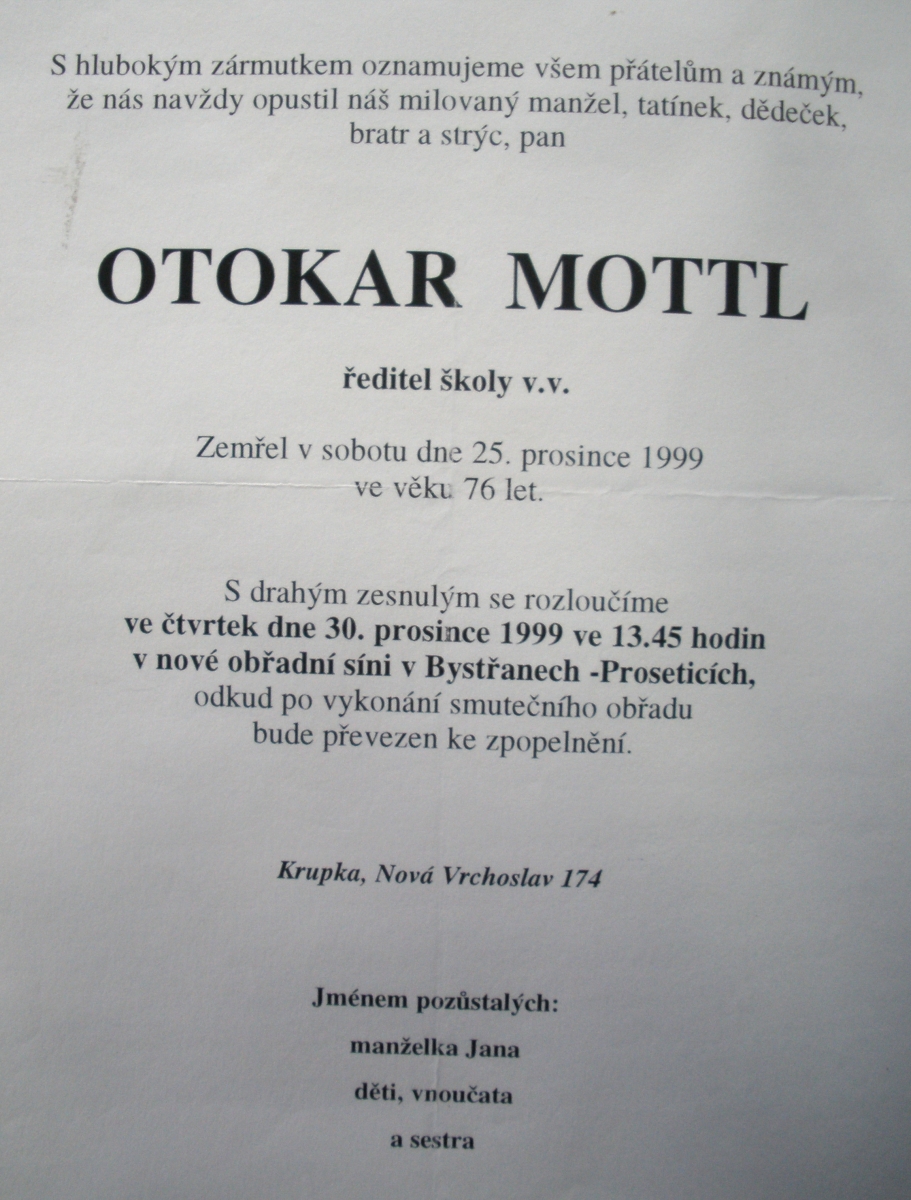 S hlubokým zármutkem oznamujeme všem přátelům a známým,
že nás navždy opustil náš milovaný manžel, tatínek, dědeček,
bratr a strýc, pan
OTOKAR MOTTL
ředitel školy v.v.
Zemřel v sobotu dne 25. prosince 1999
ve věku 76 let.
S drahým zesnulým se rozloučíme
ve čtvrtek dne 30. prosince 1999 ve 13.45 hodin
v nové obřadní síni v Bystřanech -Proseticích,
odkud po vykonání smutečního obřadu
bude převezen ke zpopelnění.
Krupka, Nová Vrchoslav 174
Jménem pozůstalých:
manželka Jana
děti, vnoučata
a sestra